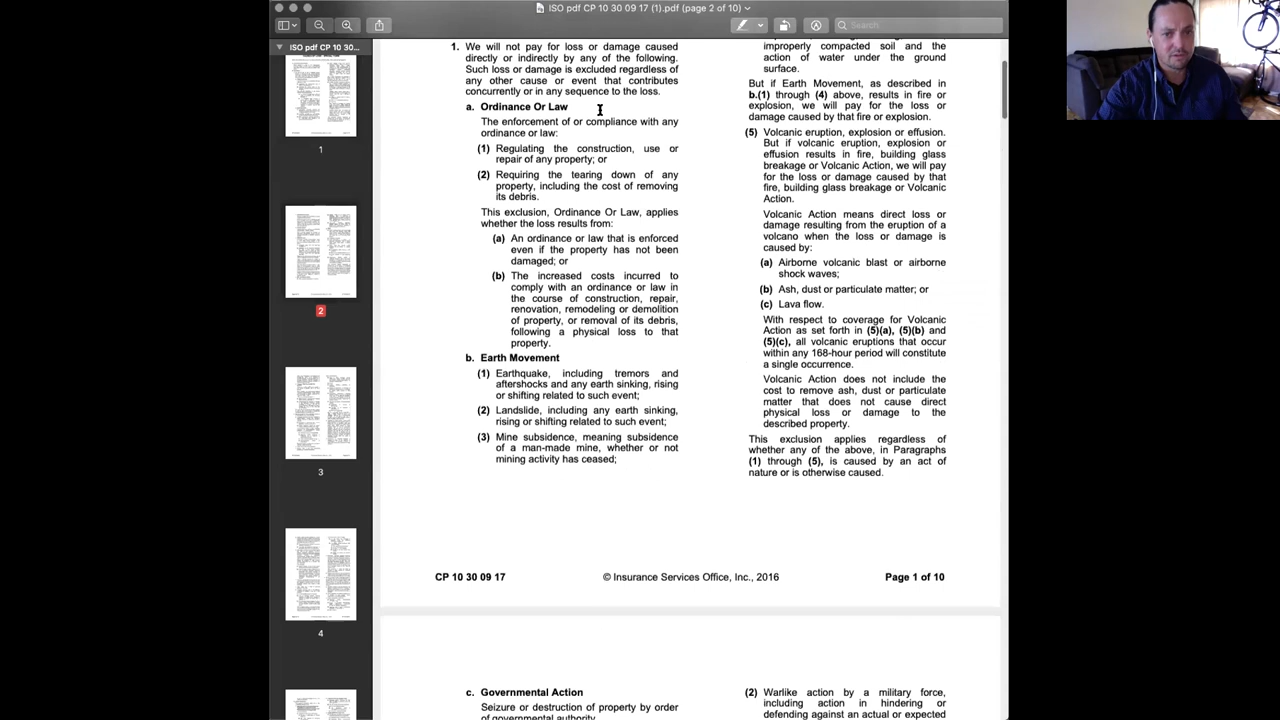 ISO pdf CP 10 30 09 17 (1).pdf (page 2 of 10)
Search
ISO pdf CP 10 30...
1
2
3
4
1. We will not pay for loss or damage caused
directly or indirectly by any of the following.
Such loss or damage is excluded regardless of
any other cause or event that contributes
concurrently or in any sequence to the loss.
a. Ordinance Or Law
The enforcement of or compliance with any
ordinance or law:
(1) Regulating the construction, use or
repair of any property; or
(2) Requiring the tearing down of any
property, including the cost of removing
its debris.
This exclusion, Ordinance Or Law, applies
whether the loss results from:
(a) An ordinance or law that is enforced
even if the property has not been
damaged; or
(b) The increased costs incurred to
comply with an ordinance or law in
the course of construction, repair,
renovation, remodeling or demolition
of property, or removal of its debris,
following a physical loss to that
property.
b. Earth Movement
(1) Earthquake, including tremors and
aftershocks and any earth sinking, rising
or shifting related to such event;
(2) Landslide, including any earth sinking,
rising or shifting related to such event;
(3) Mine subsidence, meaning subsidence
of a man-made mine, whether or not
mining activity has ceased;
improperly compacted soil and the
action of water under the ground
surface.
But if Earth Movement, as described in
b.(1) through (4) above, results in fire or
explosion, we will pay for the loss or
damage caused by that fire or explosion.
(5) Volcanic eruption, explosion or effusion.
But if volcanic eruption, explosion or
effusion results in fire, building glass
breakage or Volcanic Action, we will pay
for the loss or damage caused by that
fire, building glass breakage or Volcanic
Action.
Volcanic Action means direct loss or
damage resulting from the eruption of a
volcano when the loss or damage is
caused by:
(a) Airborne volcanic blast or airborne
shock waves;
(b) Ash, dust or particulate matter; or
(c) Lava flow.
With respect to coverage for Volcanic
Action as set forth in (5)(a), (5)(b) and
(5)(c), all volcanic eruptions that occur
within any 168-hour period will constitute
a single occurrence.
Volcanic Action does not include the
cost to remove ash, dust or particulate
matter that does not cause direct
physical loss or damage to the
described property.
This exclusion applies regardless of
whether any of the above, in Paragraphs
(1) through (5), is caused by an act of
nature or is otherwise caused.
CP 10 30 09 17
© Insurance Services Office, Inc., 2016
Page 1 of 10
c. Governmental Action
Seizure or destruction of property by order
of governmental authority
(2) Warlike action by a military force,
including action in hindering or
defending against an actual or expected